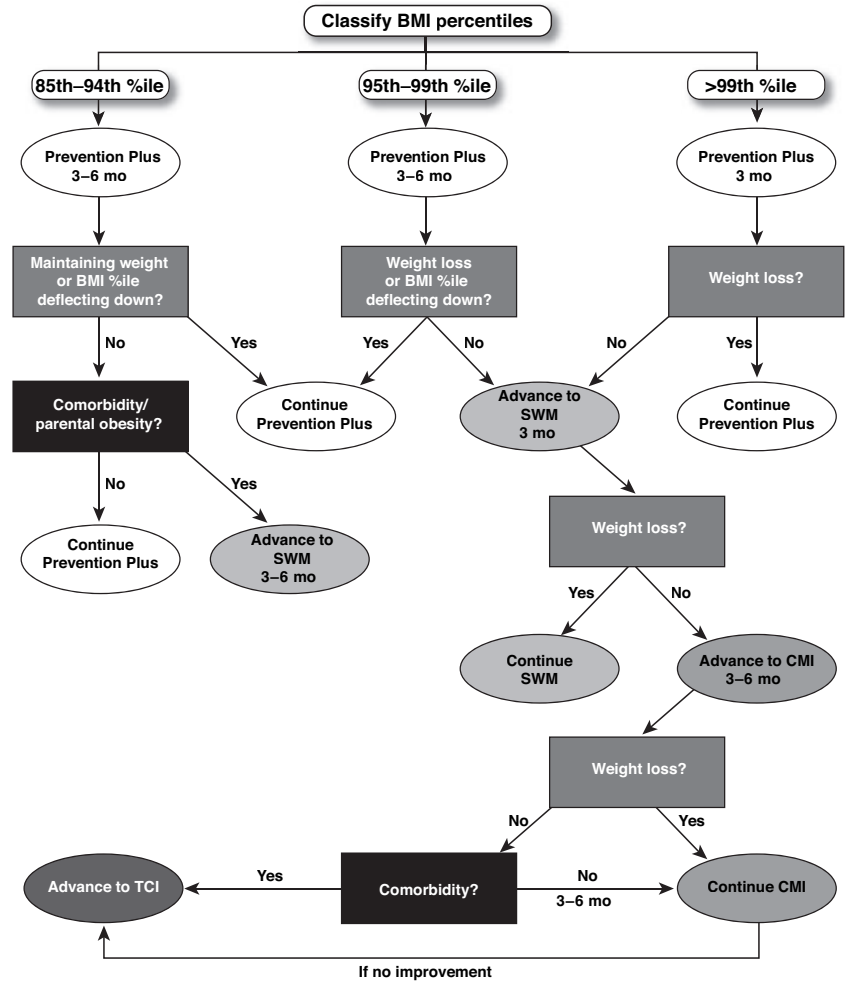 Classify BMI percentiles
85th–94th %ile
95th–99th %ile
>99th %ile
Prevention Plus
3–6 mo
Prevention Plus
3–6 mo
Prevention Plus
3 mo
Maintaining weight
or BMI %ile
deflecting down?
Weight loss
or BMI %ile
deflecting down?
Weight loss?
No
Yes
Yes
No
No
Yes
Comorbidity/
parental obesity?
Continue
Prevention Plus
Advance to
SWM
3 mo
Continue
Prevention Plus
No
Yes
Continue
Prevention Plus
Advance to
SWM
3–6 mo
Weight loss?
Yes
No
Continue
SWM
Advance to CMI
3–6 mo
Weight loss?
No
Yes
Advance to TCI
Yes
Comorbidity?
No
3–6 mo
Continue CMI
If no improvement